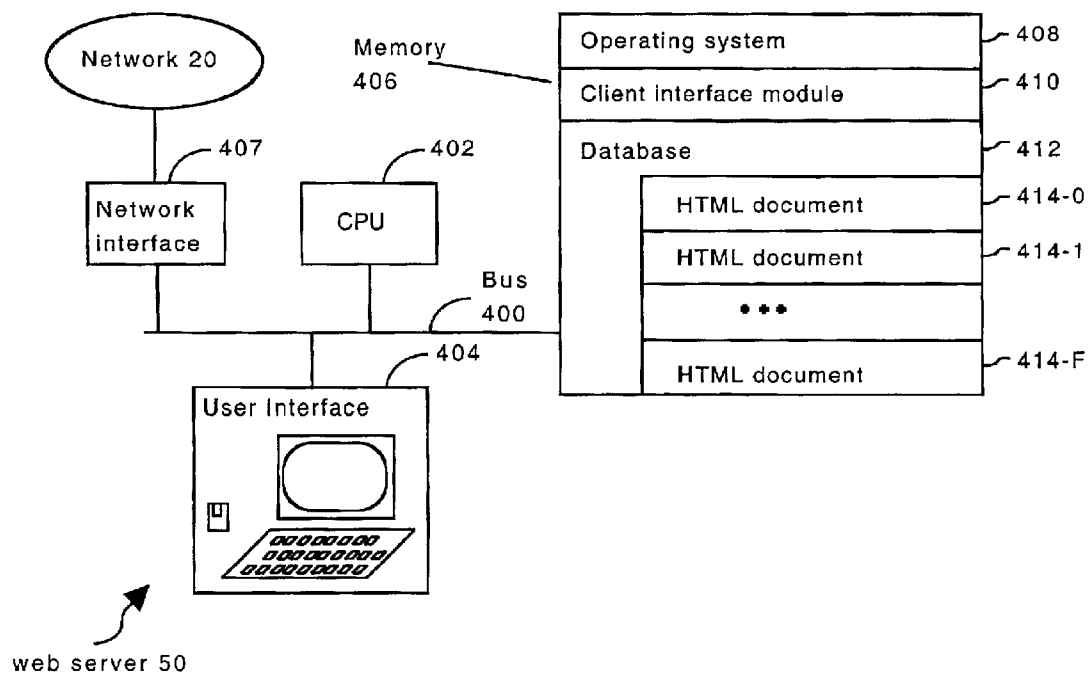 Network 20
Memory
406
Operating system
408
Client interface module
410
Database
412
HTML document
414-0
HTML document
414-1
•••
HTML document
414-F
407
Network
interface
402
CPU
Bus
400
404
User Interface
web server 50